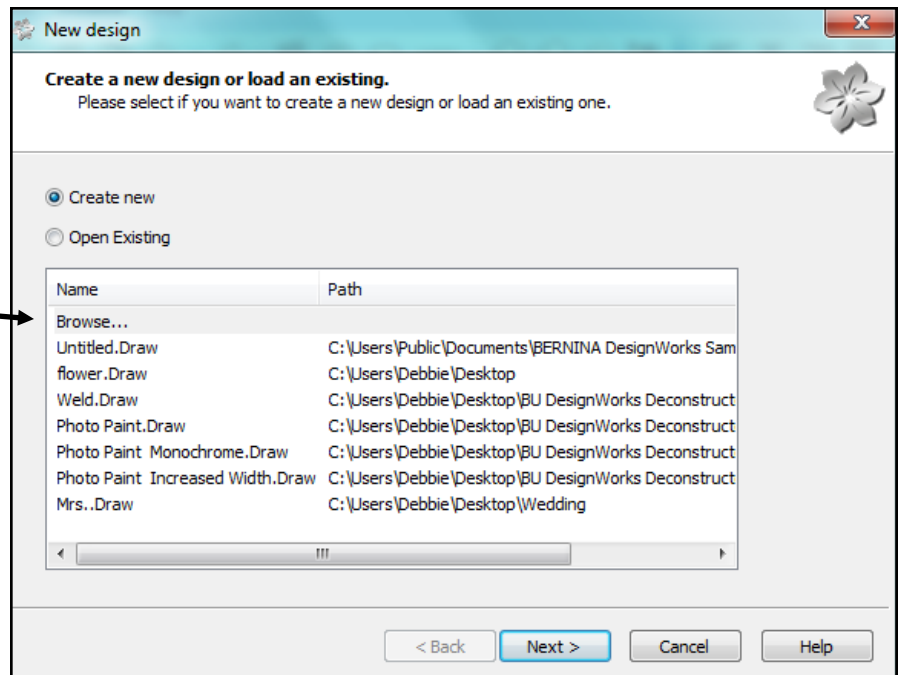 New design
Create a new design or load an existing.
Please select if you want to create a new design or load an existing one.
Create new
Open Existing
Name Path
Browse...
Untitled.Draw C:\Users\Public\Documents\BERNINA DesignWorks Sam
flower.Draw C:\Users\Debbie\Desktop
Weld.Draw C:\Users\Debbie\Desktop\BU DesignWorks Deconstruct
Photo Paint.Draw C:\Users\Debbie\Desktop\BU DesignWorks Deconstruct
Photo Paint Monochrome.Draw C:\Users\Debbie\Desktop\BU DesignWorks Deconstruct
Photo Paint Increased Width.Draw C:\Users\Debbie\Desktop\BU DesignWorks Deconstruct
Mrs..Draw C:\Users\Debbie\Desktop\Wedding
< Back Next > Cancel Help